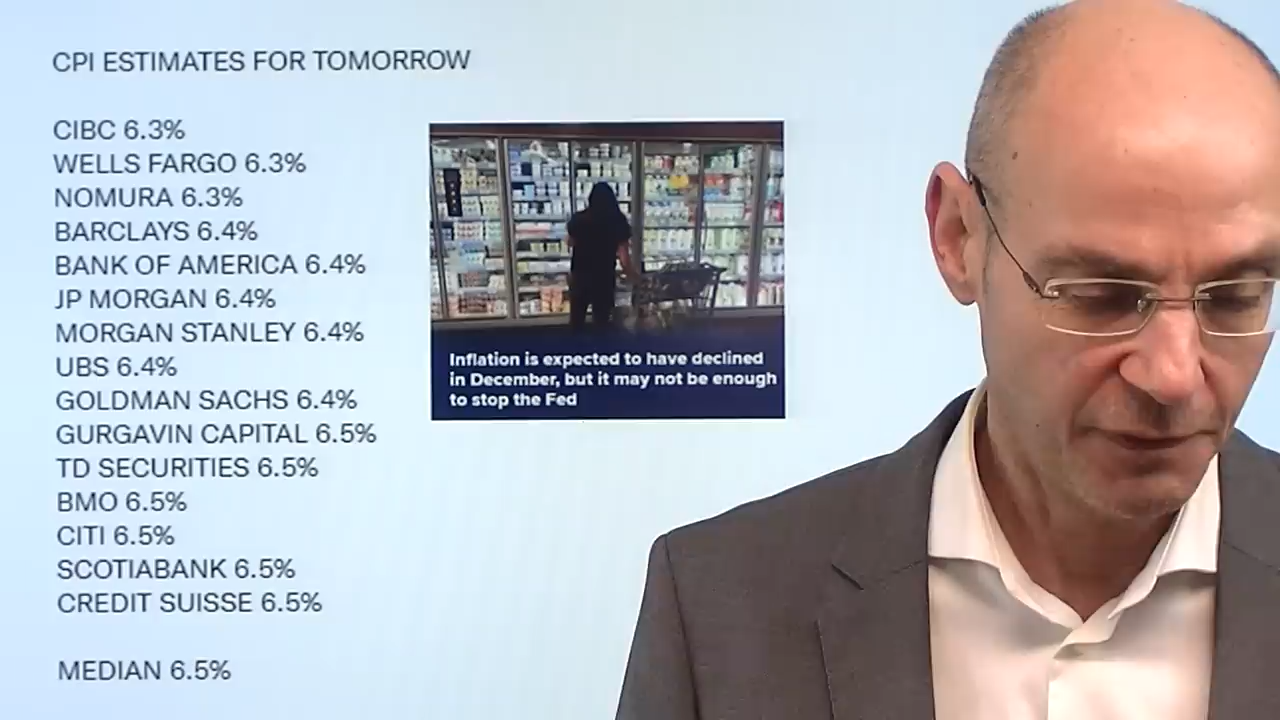 CPI ESTIMATES FOR TOMORROW
CIBC 6.3%
WELLS FARGO 6.3%
NOMURA 6.3%
BARCLAYS 6.4%
BANK OF AMERICA 6.4%
JP MORGAN 6.4%
MORGAN STANLEY 6.4%
UBS 6.4%
GOLDMAN SACHS 6.4%
GURGAVIN CAPITAL 6.5%
TD SECURITIES 6.5%
BMO 6.5%
CITI 6.5%
SCOTIABANK 6.5%
CREDIT SUISSE 6.5%
MEDIAN 6.5%
Inflation is expected to have declined
in December, but it may not be enough
to stop the Fed